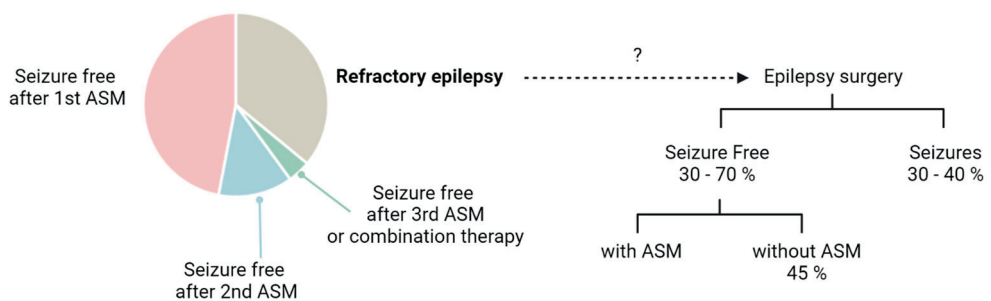 Seizure free
after 1st ASM
Refractory epilepsy
Seizure free
after 3rd ASM
or combination therapy
Seizure free
after 2nd ASM
?
Epilepsy surgery
Seizure Free
30 - 70 %
Seizures
30 - 40 %
with ASM
without ASM
45 %